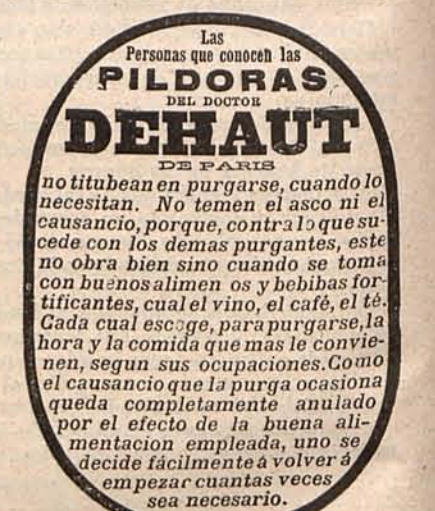 Las
Personas que conocen las
PILDORAS
DEL DOCTOR
DEHAUT
DE PARIS
no titubean en purgarse, cuando lo
necesitan. No temen el asco ni el
causancio, porque, contra lo que su-
cede con los demas purgantes, este
no obra bien sino cuando se toma
con buenos alimen os y bebibas for-
tificantes, cual el vino, el café, el té.
Cada cual escoge, para purgarse, la
hora y la comida que mas le convie-
nen, segun sus ocupaciones. Como
el causancio que la purga ocasiona
queda completamente anulado
por el efecto de la buena ali-
mentacion empleada, uno se
decide fácilmente á volver á
empezar cuantas veces
sea necesario.